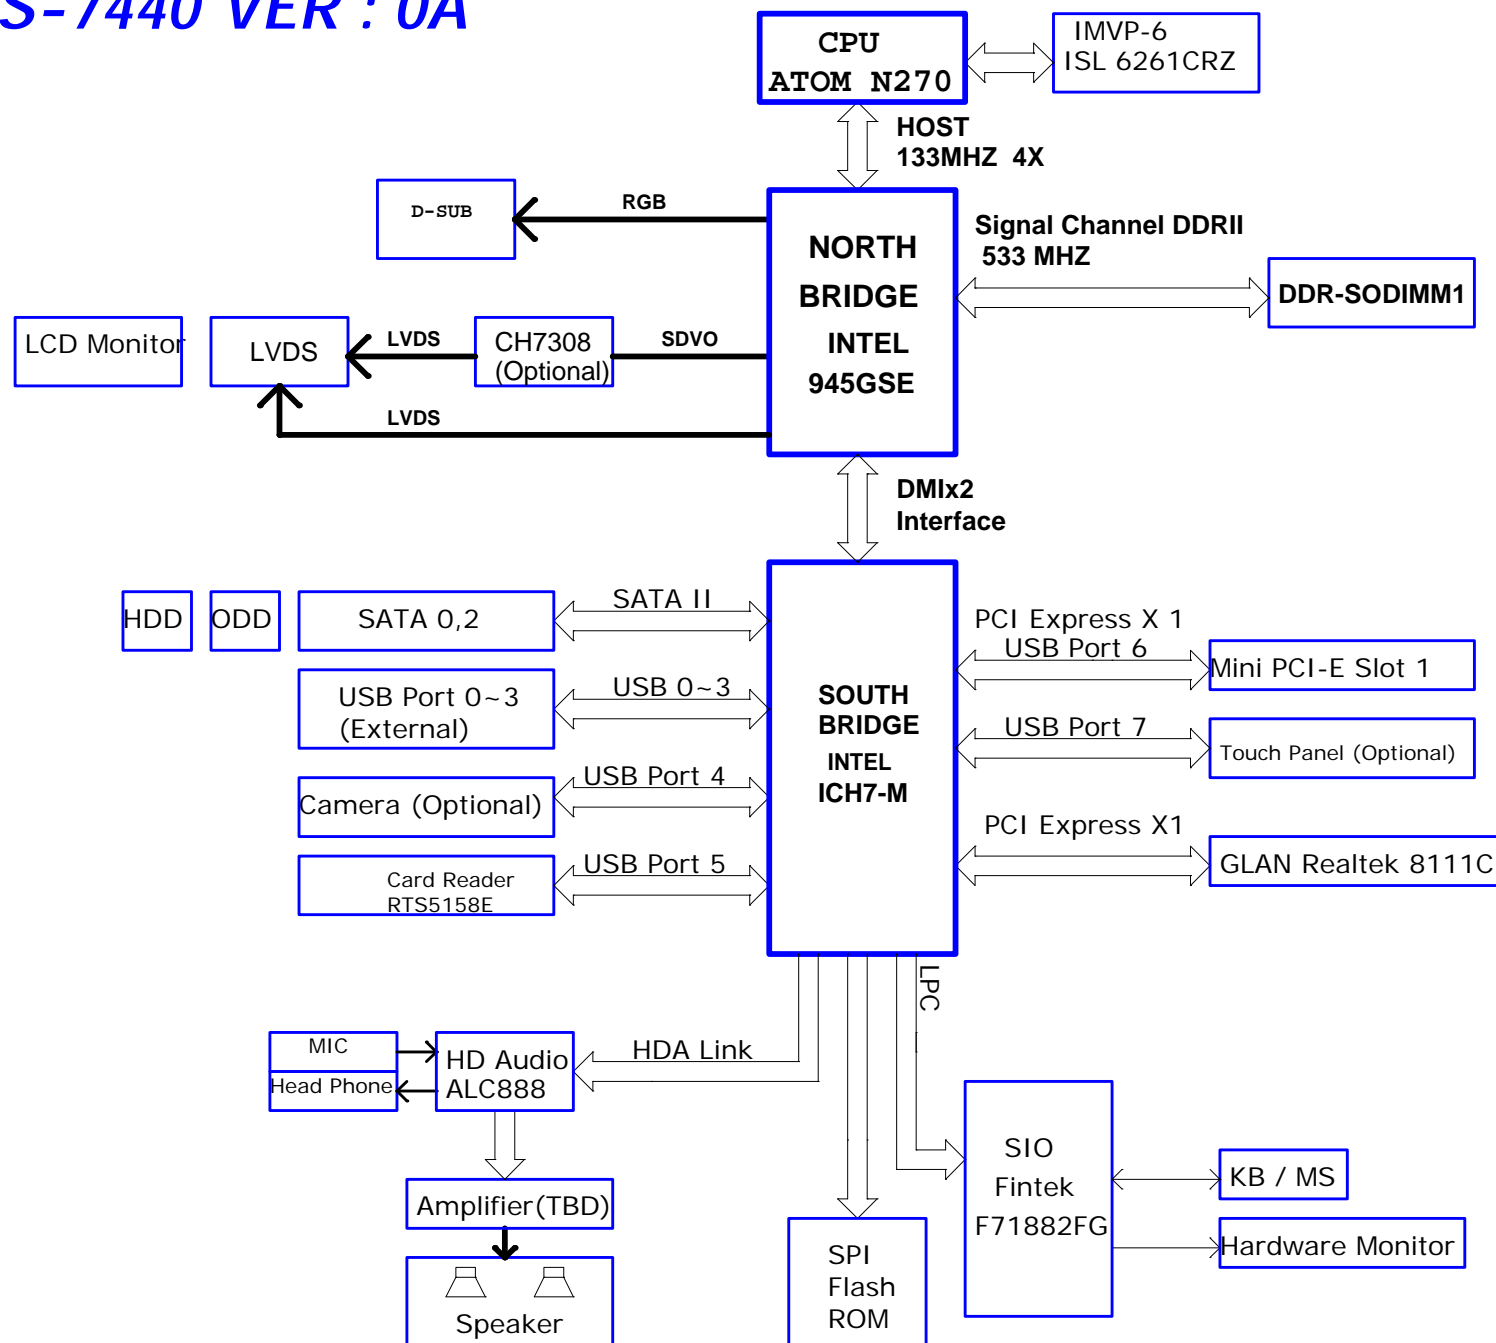 S-7440 VER : 0A
CPU
ATOM N270
IMVP-6
ISL 6261CRZ
HOST
133MHZ 4X
D-SUB
RGB
NORTH
BRIDGE
INTEL
945GSE
Signal Channel DDRII
533 MHZ
DDR-SODIMM1
LCD Monitor
LVDS
LVDS
CH7308
(Optional)
SDVO
LVDS
DMIx2
Interface
HDD
ODD
SATA 0,2
SATA II
USB Port 0~3
(External)
USB 0~3
Camera (Optional)
USB Port 4
Card Reader
RTS5158E
USB Port 5
SOUTH
BRIDGE
INTEL
ICH7-M
PCI Express X 1
USB Port 6
Mini PCI-E Slot 1
USB Port 7
Touch Panel (Optional)
PCI Express X1
GLAN Realtek 8111C
LPC
MIC
Head Phone
HD Audio
ALC888
HDA Link
Amplifier(TBD)
Speaker
SPI
Flash
ROM
SIO
Fintek
F71882FG
KB / MS
Hardware Monitor